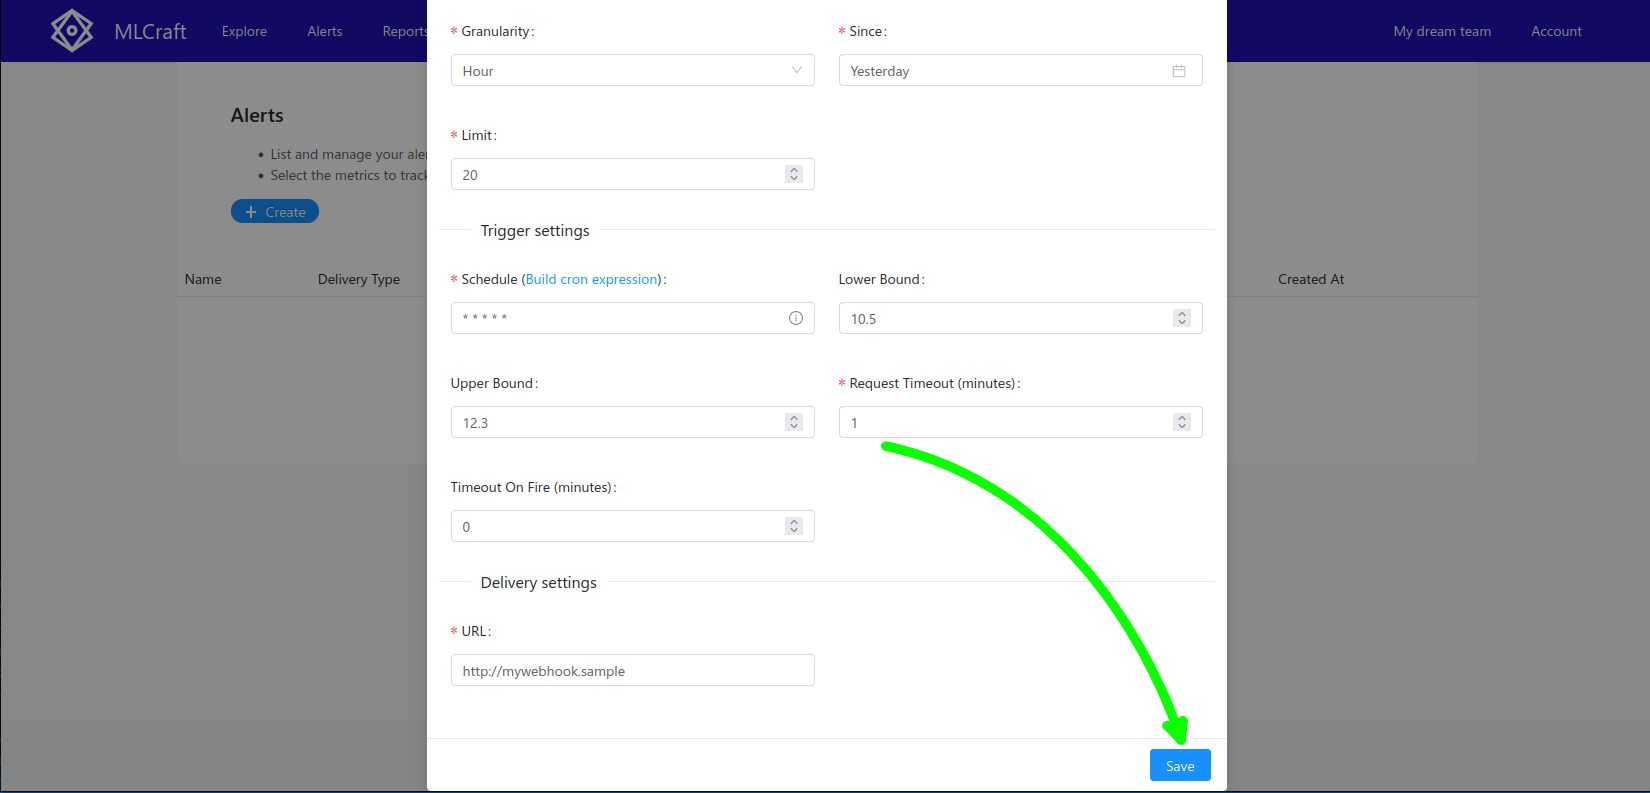 MLCraft Explore Alerts Reports My dream team Account
* Granularity: * Since:
Hour Yesterday
Alerts
* Limit:
List and manage your aler
20
Select the metrics to track
+ Create
Trigger settings
* Schedule (Build cron expression): Lower Bound:
Name Delivery Type Created At
* * * * * 10.5
Upper Bound: * Request Timeout (minutes):
12.3 1
Timeout On Fire (minutes):
0
Delivery settings
* URL:
http://mywebhook.sample
Save